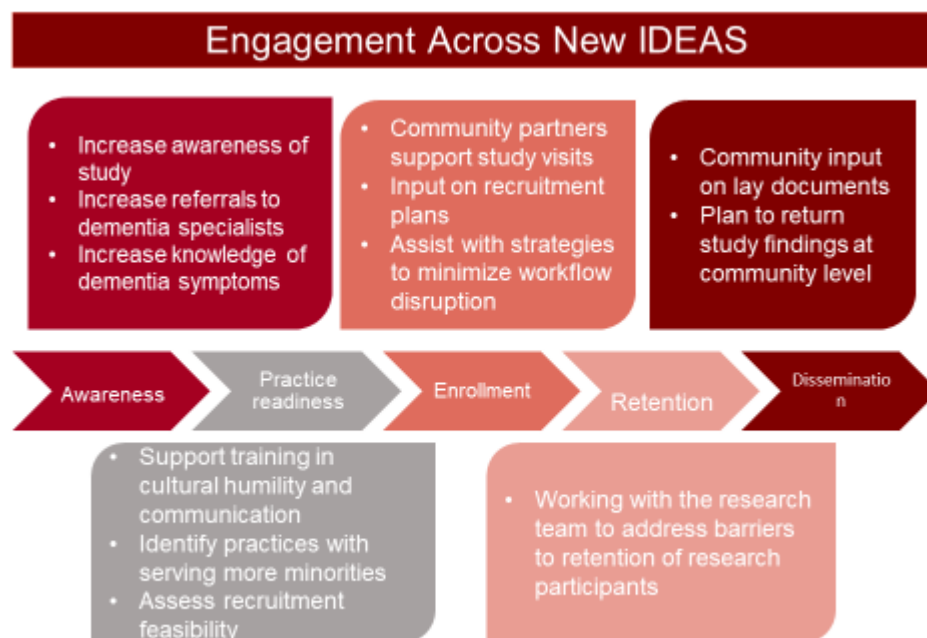 Engagement Across New IDEAS
• Increase awareness of
study
• Increase referrals to
dementia specialists
• Increase knowledge of
dementia symptoms
• Community partners
support study visits
• Input on recruitment
plans
• Assist with strategies
to minimize workflow
disruption
• Community input
on lay documents
• Plan to return
study findings at
community level
Awareness
Practice
readiness
Enrollment
Retention
Disseminatio
n
• Support training in
cultural humility and
communication
• Identify practices with
serving more minorities
• Assess recruitment
feasibility
• Working with the research
team to address barriers
to retention of research
participants